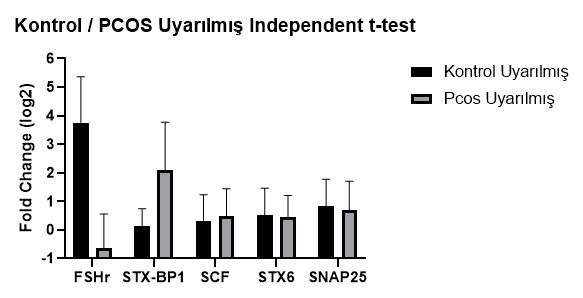 Kontrol / PCOS Uyarılmış Independent t-test
6
5
4
3
2
1
0
-1
Fold Change (log2)
FSHr STX-BP1 SCF STX6 SNAP25
Kontrol Uyarılmış
Pcos Uyarılmış